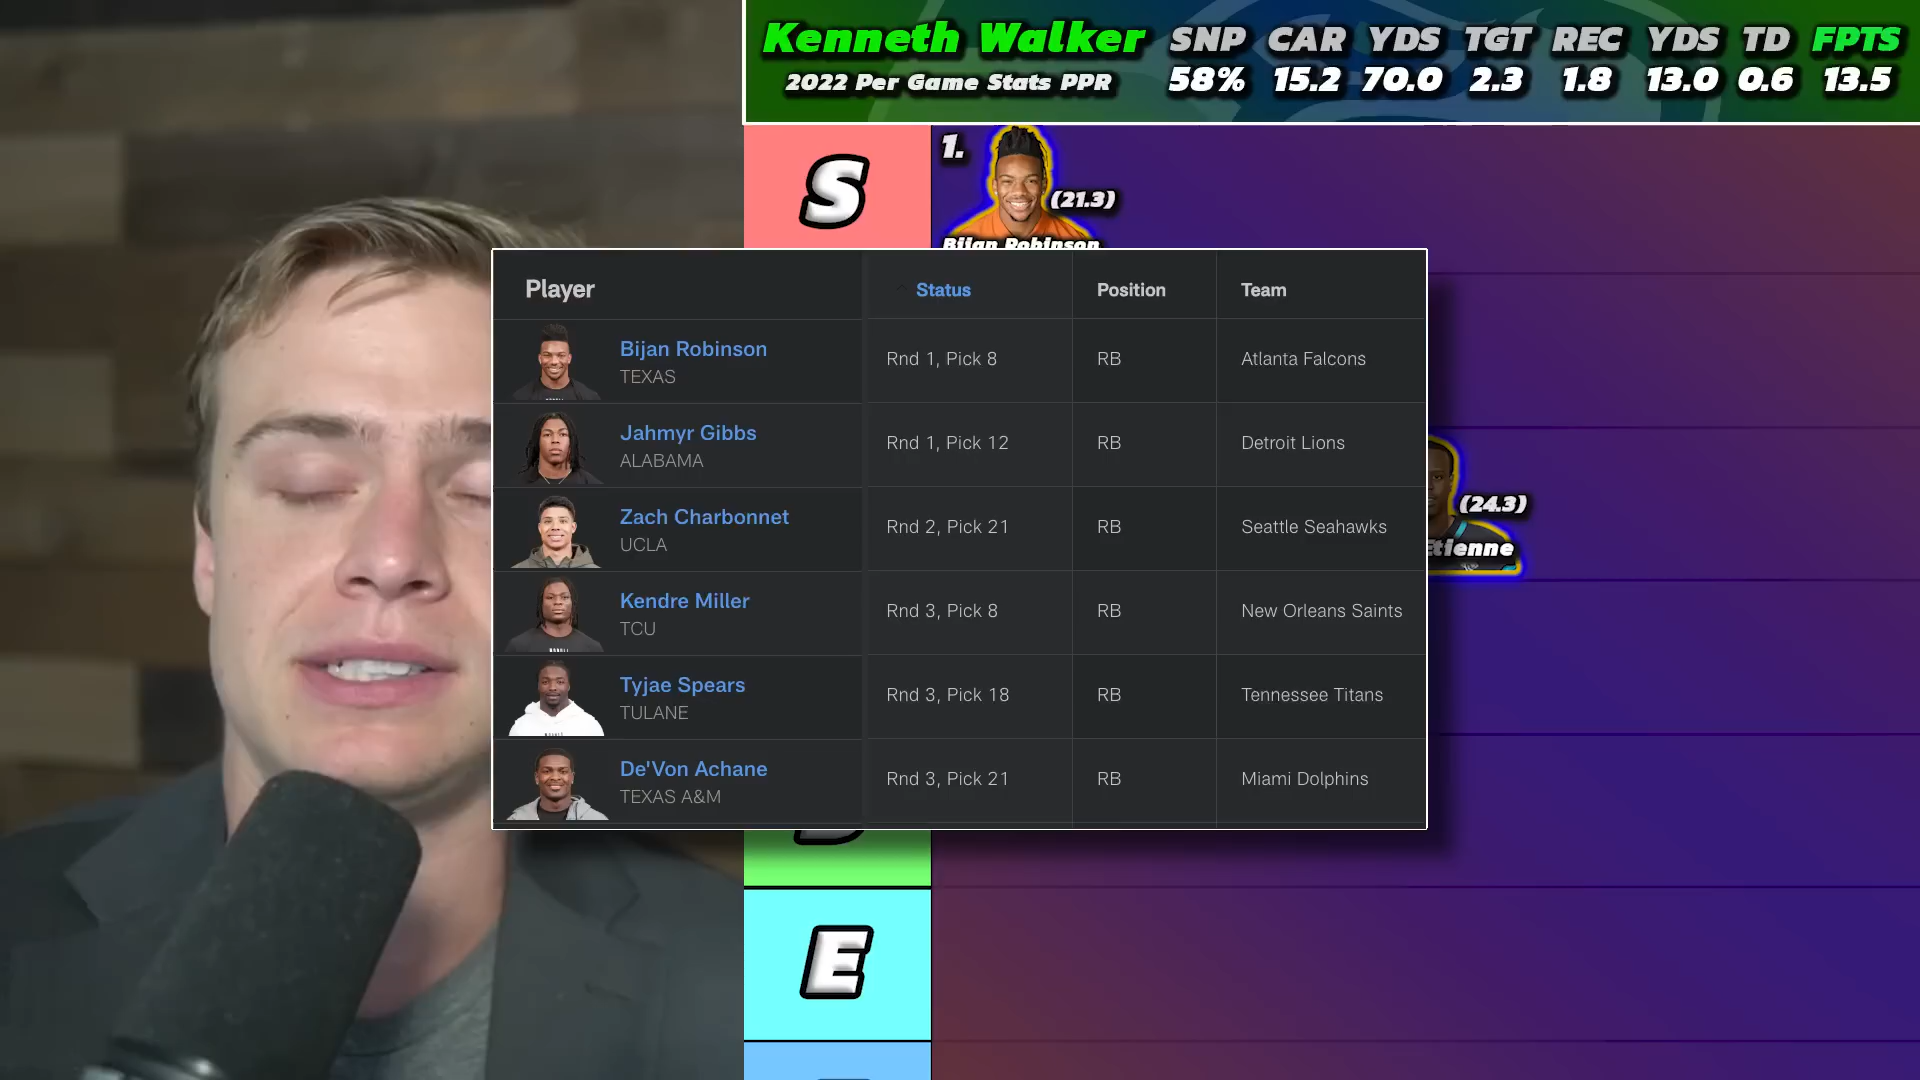 Kenneth Walker SNP CAR YDS TGT REC YDS TD FPTS
2022 Per Game Stats PPR 58% 15.2 70.0 2.3 1.8 13.0 0.6 13.5
S
1.
(21.3)
Bijan Robinson
Player Status Position Team
Bijan Robinson
TEXAS
Rnd 1, Pick 8 RB Atlanta Falcons
Jahmyr Gibbs
ALABAMA
Rnd 1, Pick 12 RB Detroit Lions
Zach Charbonnet
UCLA
Rnd 2, Pick 21 RB Seattle Seahawks
Kendre Miller
TCU
Rnd 3, Pick 8 RB New Orleans Saints
Tyjae Spears
TULANE
Rnd 3, Pick 18 RB Tennessee Titans
De'Von Achane
TEXAS A&M
Rnd 3, Pick 21 RB Miami Dolphins
(24.3)
Etienne
E